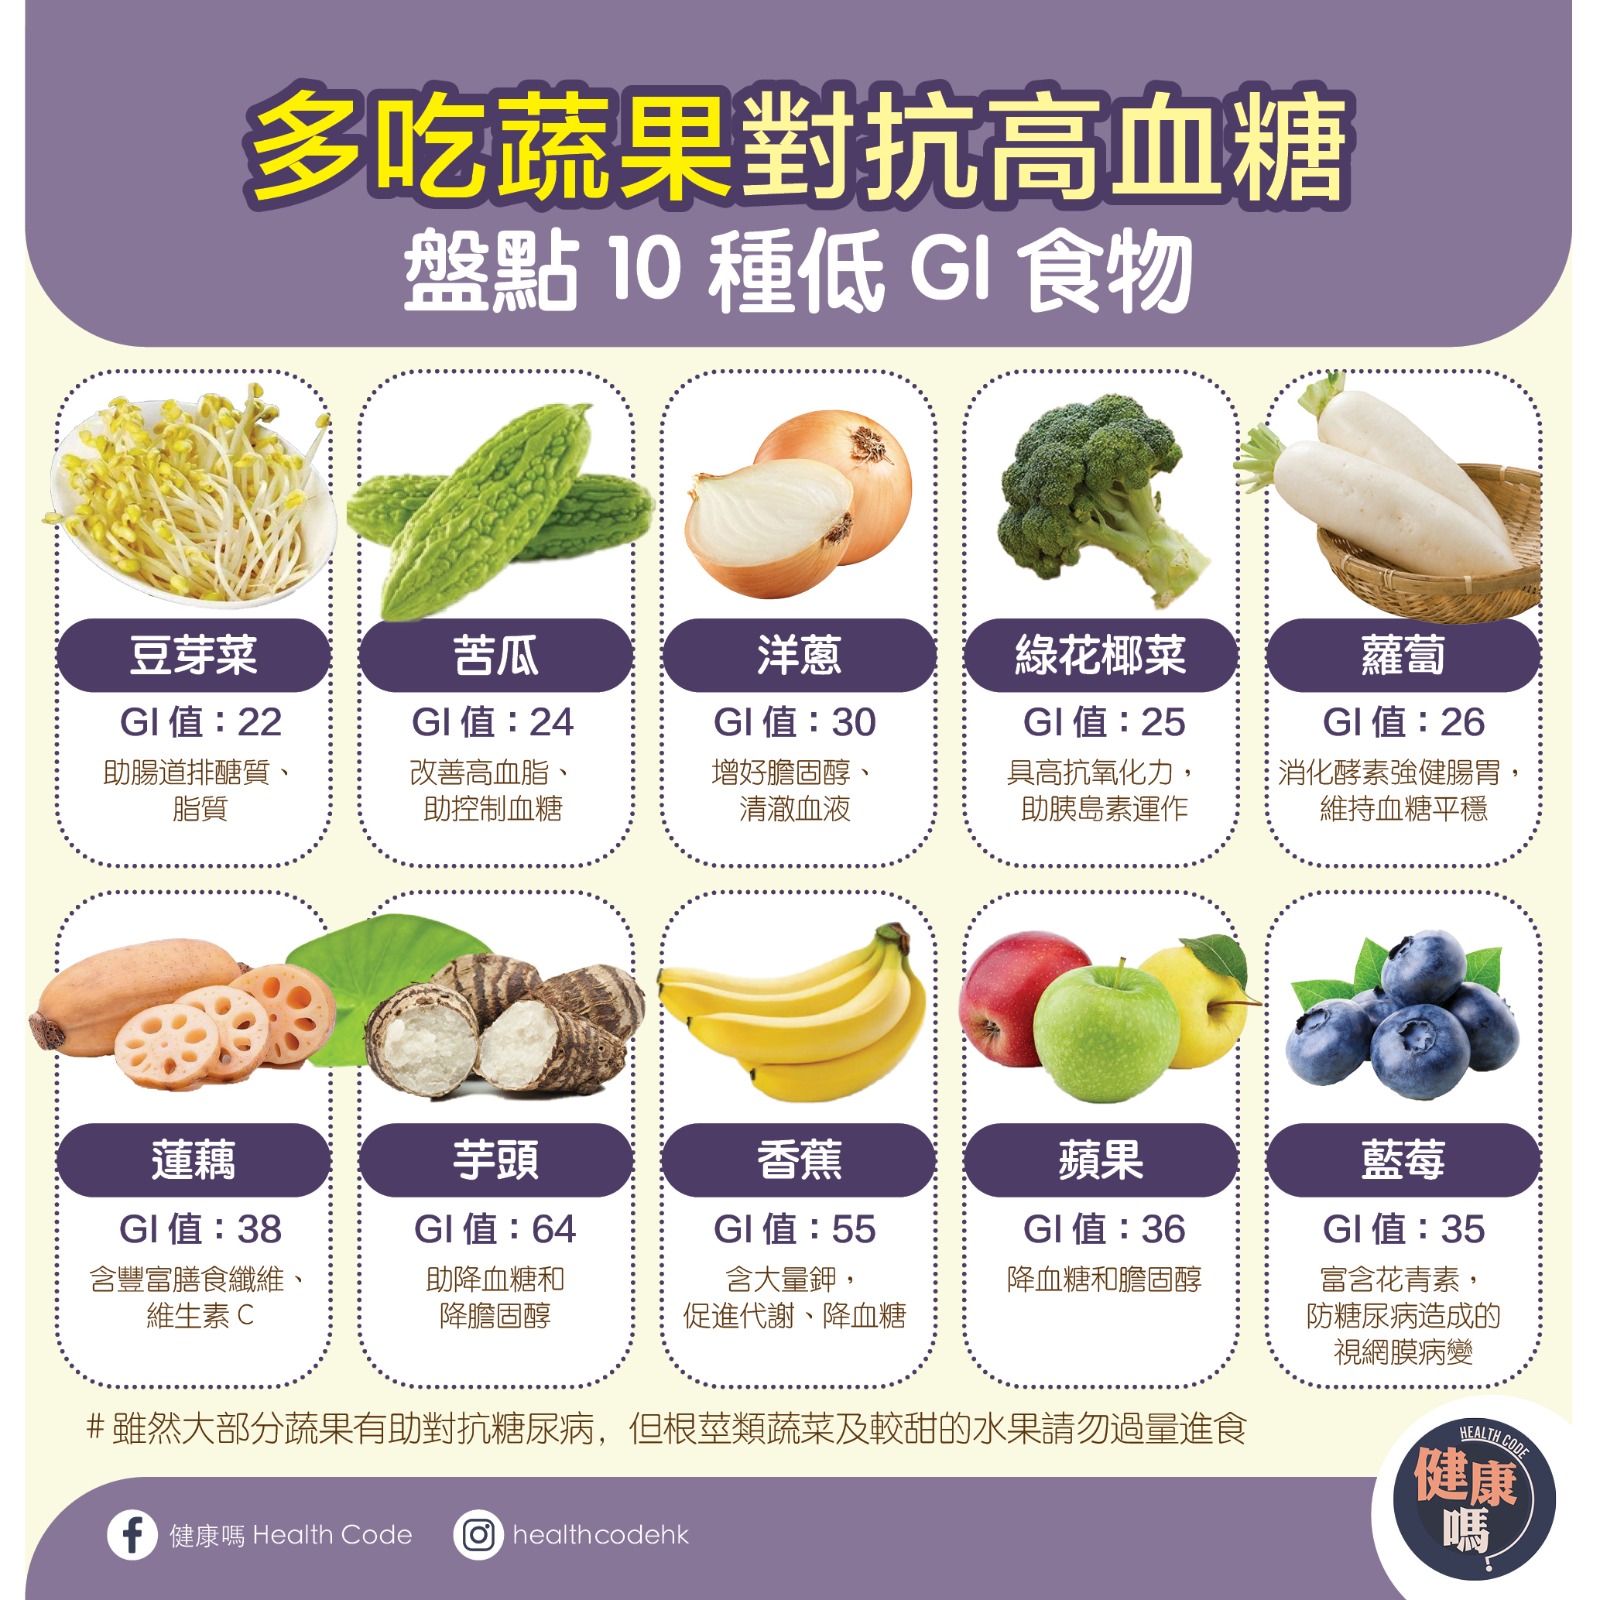 多吃蔬果對抗高血糖
盤點 10 種低 GI 食物
豆芽菜
GI 值：22
助腸道排醣質、
脂質
苦瓜
GI 值：24
改善高血脂、
助控制血糖
洋蔥
GI 值：30
增好膽固醇、
清澈血液
綠花椰菜
GI 值：25
具高抗氧化力，
助胰島素運作
蘿蔔
GI 值：26
消化酵素強健腸胃，
維持血糖平穩
蓮藕
GI 值：38
含豐富膳食纖維、
維生素 C
芋頭
GI 值：64
助降血糖和
降膽固醇
香蕉
GI 值：55
含大量鉀，
促進代謝、降血糖
蘋果
GI 值：36
降血糖和膽固醇
藍莓
GI 值：35
富含花青素，
防糖尿病造成的
視網膜病變
# 雖然大部分蔬果有助對抗糖尿病，但根莖類蔬菜及較甜的水果請勿過量進食
健康嗎 Health Code
healthcodehk
HEALTH CODE
健康
嗎?